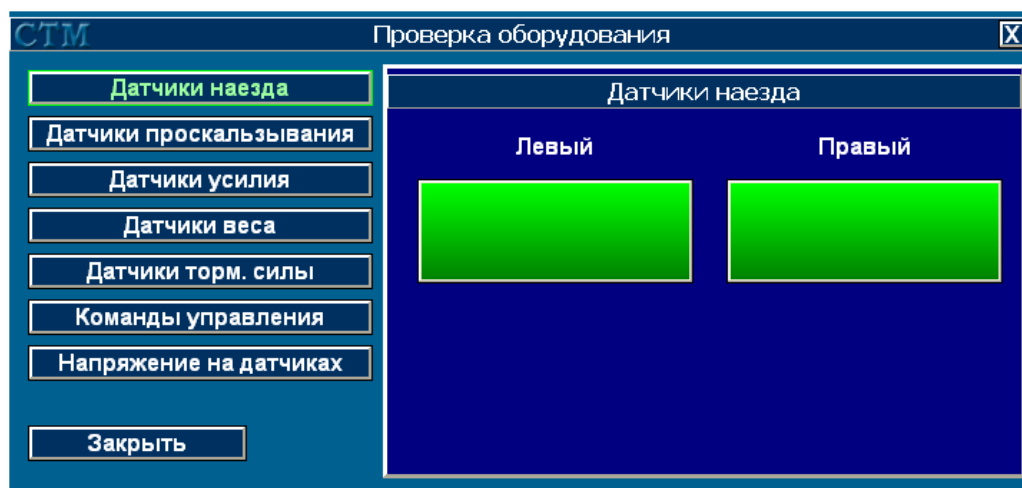 СТМ
Проверка оборудования
X
Датчики наезда
Датчики проскальзывания
Датчики усилия
Датчики веса
Датчики торм. силы
Команды управления
Напряжение на датчиках
Закрыть
Датчики наезда
Левый
Правый